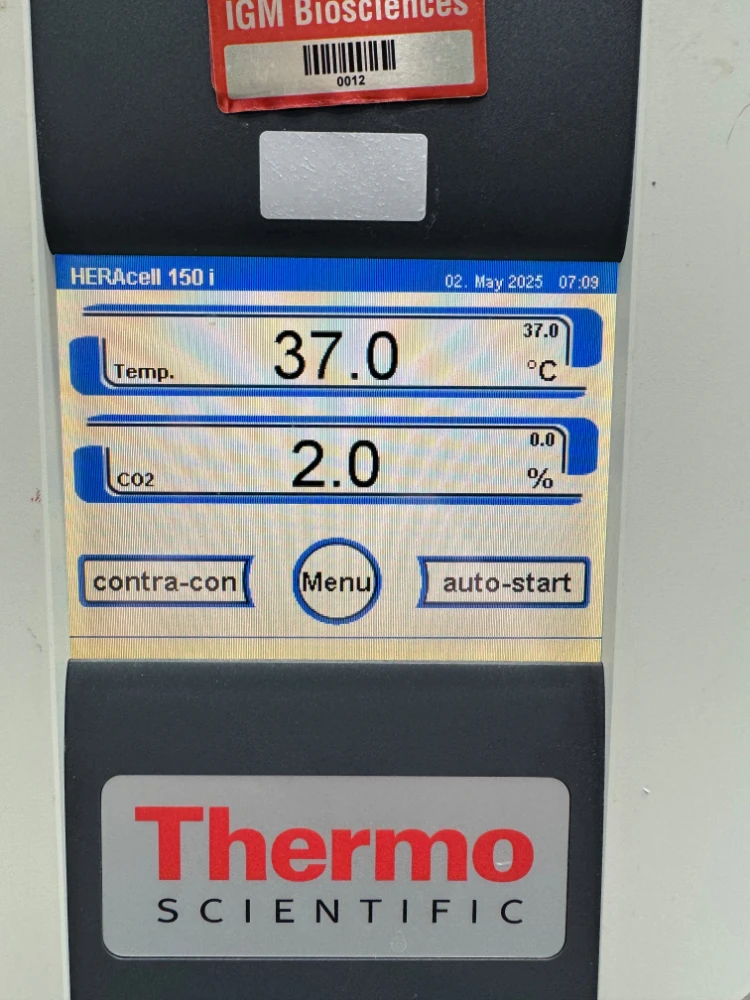 IGM Biosciences
0012
HERAcell 150 i 02. May 2025 07:09
37.0
Temp. 37.0 °C
0.0
CO2 2.0 %
contra-con Menu auto-start
Thermo
SCIENTIFIC